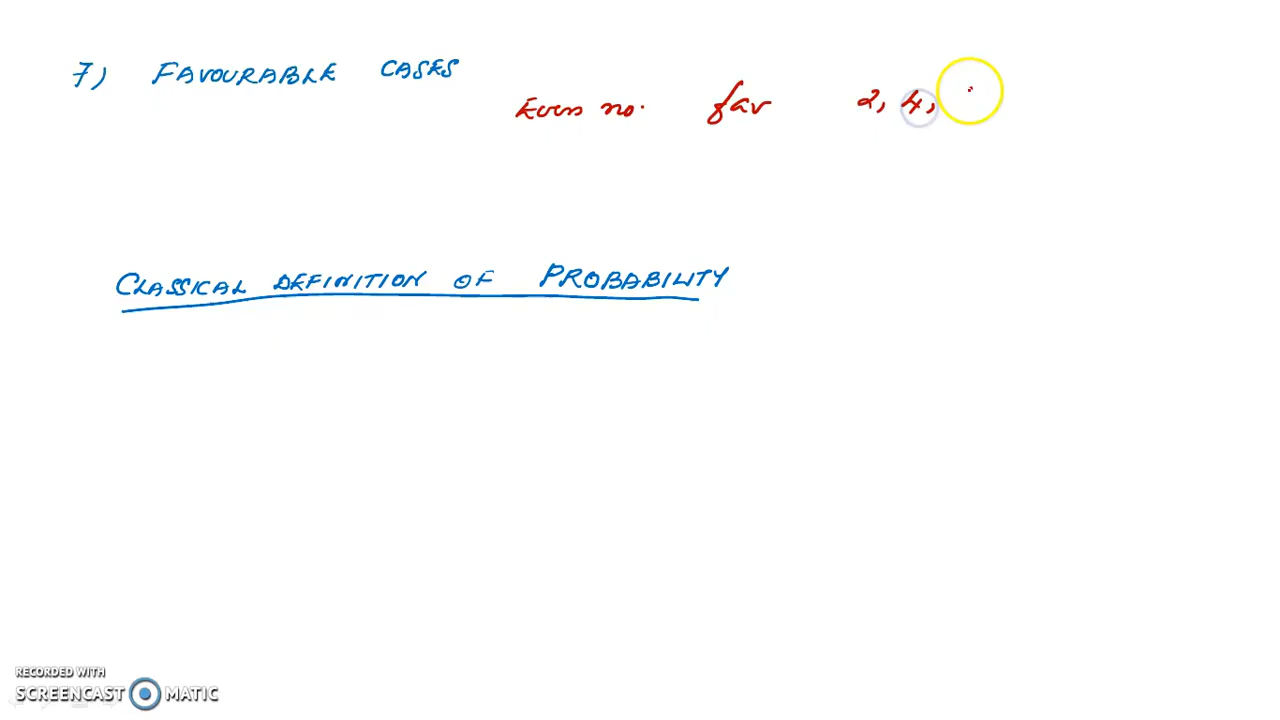 7) FAVOURABLE CASES
Even no. fav 2, 4,
CLASSICAL DEFINITION OF PROBABILITY
RECORDED WITH
SCREENCAST MATIC